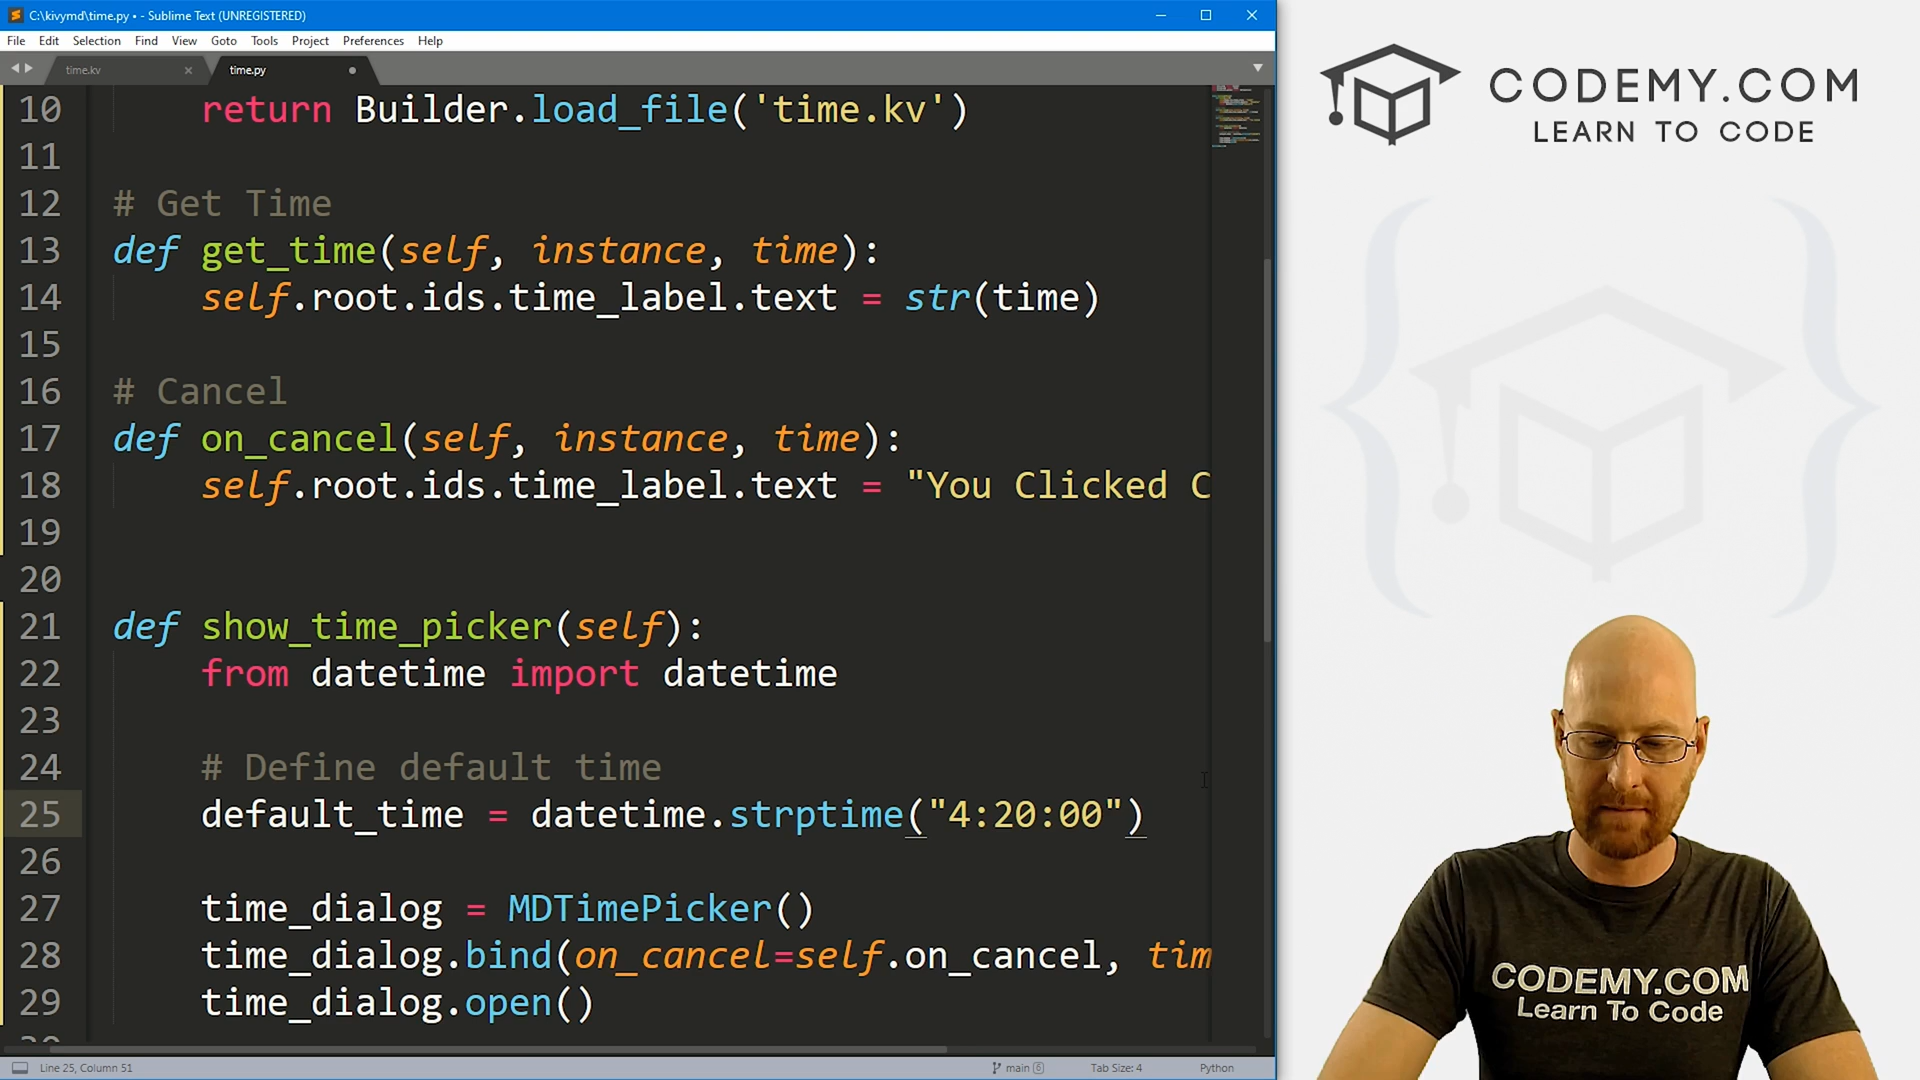 C:\kivymd\time.py • - Sublime Text (UNREGISTERED)
File Edit Selection Find View Goto Tools Project Preferences Help
time.kv
time.py
10 return Builder.load_file('time.kv')
11
12 # Get Time
13 def get_time(self, instance, time):
14 self.root.ids.time_label.text = str(time)
15
16 # Cancel
17 def on_cancel(self, instance, time):
18 self.root.ids.time_label.text = "You Clicked C
19
20
21 def show_time_picker(self):
22 from datetime import datetime
23
24 # Define default time
25 default_time = datetime.strptime("4:20:00")
26
27 time_dialog = MDTimePicker()
28 time_dialog.bind(on_cancel=self.on_cancel, tim
29 time_dialog.open()
Line 25, Column 51
main 6
Tab Size: 4
Python
CODEMY.COM
LEARN TO CODE
CODEMY.COM
Learn To Code